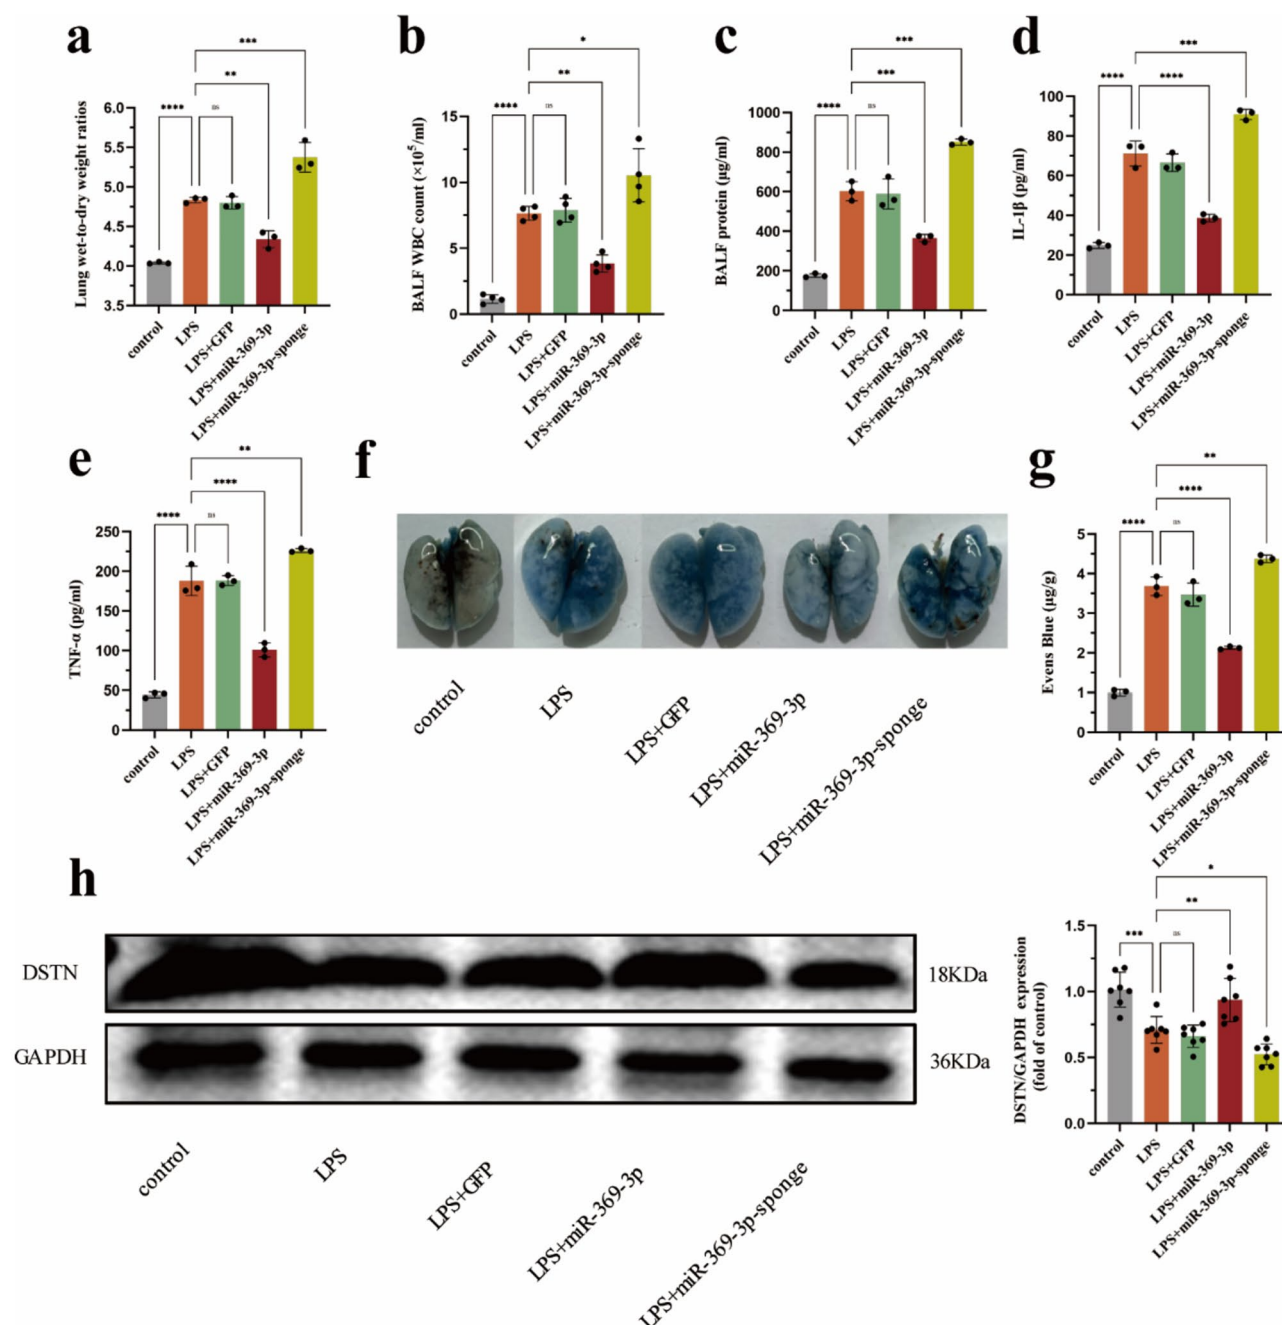 a
***
**
****
ns
Lung wet-to-dry weight ratios
6.0
5.5
5.0
4.5
4.0
3.5
control
LPS
LPS+GFP
LPS+miR-369-3p
LPS+miR-369-3p-sponge
b
*
**
****
ns
BALF WBC count (×10⁵/ml)
15
10
5
0
control
LPS
LPS+GFP
LPS+miR-369-3p
LPS+miR-369-3p-sponge
c
***
***
****
ns
BALF protein (μg/ml)
1000
800
600
400
200
0
control
LPS
LPS+GFP
LPS+miR-369-3p
LPS+miR-369-3p-sponge
d
***
****
****
IL-1β (pg/ml)
100
80
60
40
20
0
control
LPS
LPS+GFP
LPS+miR-369-3p
LPS+miR-369-3p-sponge
e
**
****
****
ns
TNF-α (pg/ml)
250
200
150
100
50
0
control
LPS
LPS+GFP
LPS+miR-369-3p
LPS+miR-369-3p-sponge
f
control
LPS
LPS+GFP
LPS+miR-369-3p
LPS+miR-369-3p-sponge
g
**
****
****
ns
Evens Blue (μg/g)
5
4
3
2
1
0
control
LPS
LPS+GFP
LPS+miR-369-3p
LPS+miR-369-3p-sponge
h
DSTN
18KDa
GAPDH
36KDa
control
LPS
LPS+GFP
LPS+miR-369-3p
LPS+miR-369-3p-sponge
*
**
***
ns
DSTN/GAPDH expression
(fold of control)
1.5
1.0
0.5
0.0
control
LPS
LPS+GFP
LPS+miR-369-3p
LPS+miR-369-3p-sponge